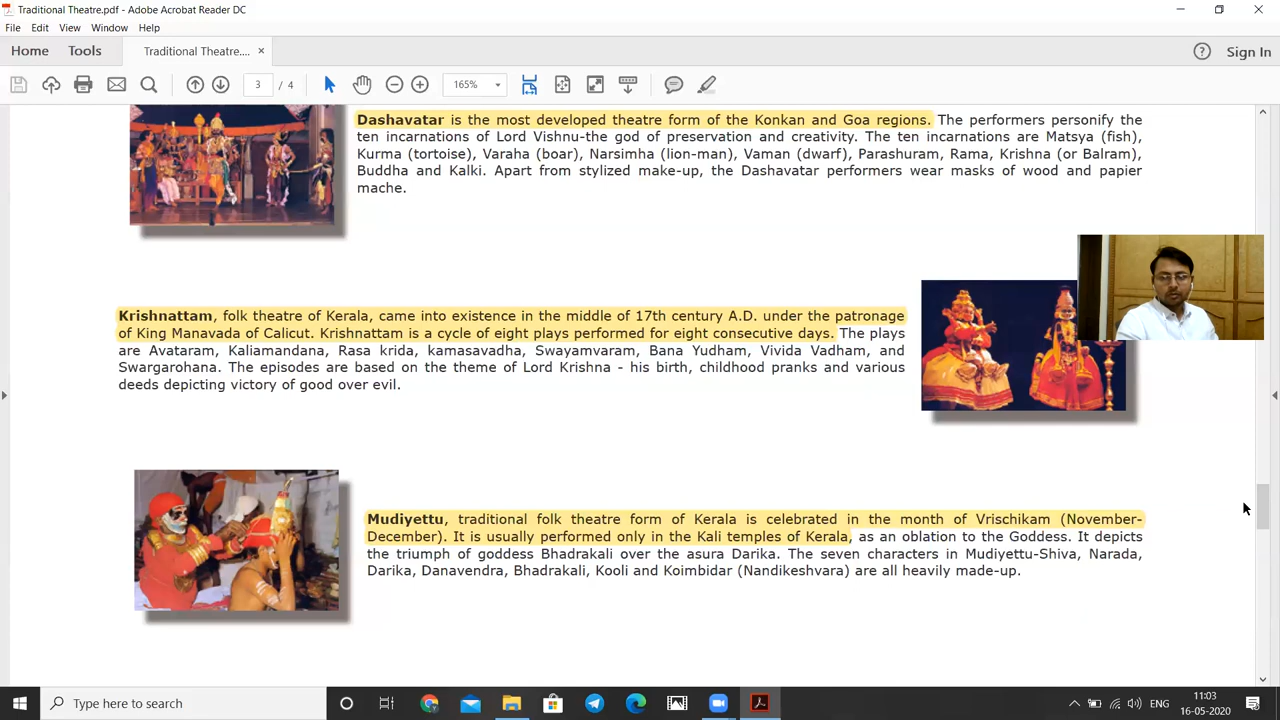 Traditional Theatre.pdf - Adobe Acrobat Reader DC
File Edit View Window Help
Home Tools Traditional Theatre.... × Sign In
3 / 4 165%
Dashavatar is the most developed theatre form of the Konkan and Goa regions. The performers personify the
ten incarnations of Lord Vishnu-the god of preservation and creativity. The ten incarnations are Matsya (fish),
Kurma (tortoise), Varaha (boar), Narsimha (lion-man), Vaman (dwarf), Parashuram, Rama, Krishna (or Balram),
Buddha and Kalki. Apart from stylized make-up, the Dashavatar performers wear masks of wood and papier
mache.
Krishnattam, folk theatre of Kerala, came into existence in the middle of 17th century A.D. under the patronage
of King Manavada of Calicut. Krishnattam is a cycle of eight plays performed for eight consecutive days. The plays
are Avataram, Kaliamandana, Rasa krida, kamasavadha, Swayamvaram, Bana Yudham, Vivida Vadham, and
Swargarohana. The episodes are based on the theme of Lord Krishna - his birth, childhood pranks and various
deeds depicting victory of good over evil.
Mudiyettu, traditional folk theatre form of Kerala is celebrated in the month of Vrischikam (November-
December). It is usually performed only in the Kali temples of Kerala, as an oblation to the Goddess. It depicts
the triumph of goddess Bhadrakali over the asura Darika. The seven characters in Mudiyettu-Shiva, Narada,
Darika, Danavendra, Bhadrakali, Kooli and Koimbidar (Nandikeshvara) are all heavily made-up.
Type here to search
ENG
11:03
16-05-2020